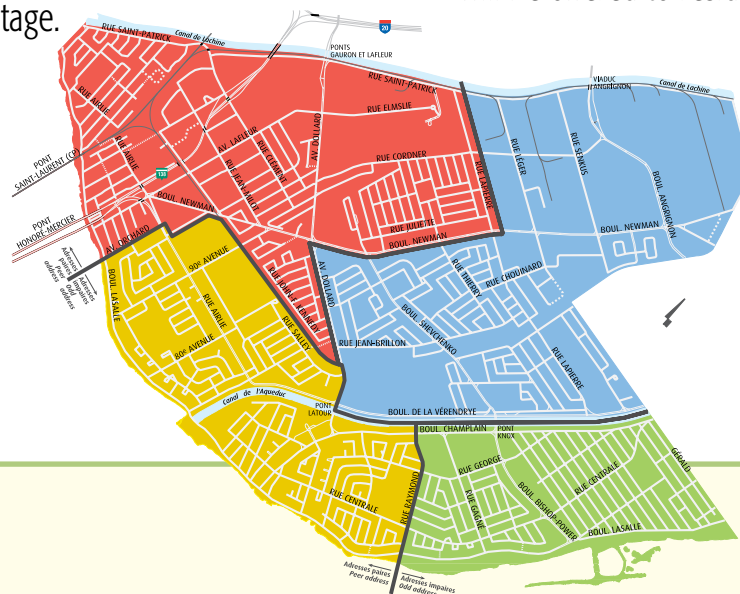 tage.
20
RUE SAINT-PATRICK
Canal de Lachine
PONTS
GAURON ET LAFLEUR
RUE SAINT-PATRICK
VIADUC
ANGRIGNON
Canal de Lachine
RUE AIRLIE
RUE ELMSLIE
AV. LAFLEUR
AV. DOLLARD
RUE CLÉMENT
RUE LÉGER
RUE SENKUS
RUE AIRLIE
RUE CORDNER
PONT
SAINT-LAURENT (CP)
138
RUE JEAN-MILOT
RUE LAPIERRE
BOUL. ANGRIGNON
BOUL. NEWMAN
PONT
HONORÉ-MERCIER
RUE JULIETTE
BOUL. NEWMAN
BOUL. NEWMAN
AV. ORCHARD
Adresses
paires
Peer
address
Adresses
impaires
Odd
address
90e AVENUE
BOUL. LASALLE
RUE JOHN-F.-KENNEDY
AV. DOLLARD
RUE THIERRY
RUE CHOUINARD
RUE AIRLIE
RUE SALLEY
BOUL. SHEVCHENKO
80e AVENUE
RUE JEAN-BRILLON
RUE LAPIERRE
Canal de l'Aqueduc
PONT
LATOUR
BOUL. DE LA VÉRENDRYE
BOUL. CHAMPLAIN
PONT
KNOX
RUE GEORGE
RUE CENTRALE
GÉRALD
RUE RAYMOND
RUE GAGNÉ
BOUL. BISHOP-POWER
RUE CENTRALE
BOUL. LASALLE
Adresses paires
Peer address
Adresses impaires
Odd address